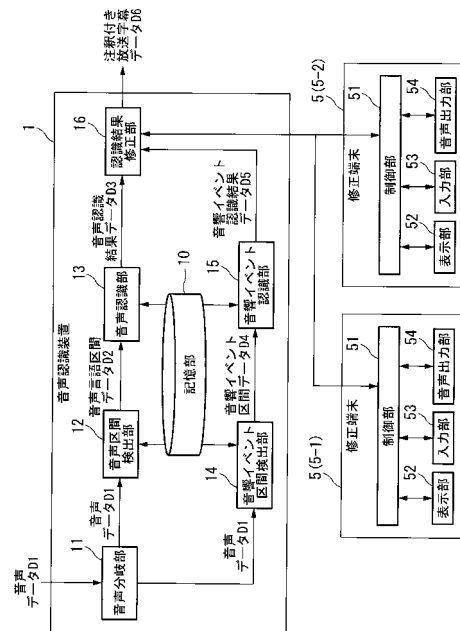 1
音声認識装置
音声
データD1
11
音声分岐部
音声
データD1
12
音声区間
検出部
音声言語区間
データD2
13
音声認識部
音声認識
結果データD3
16
認識結果
修正部
注釈付き
放送字幕
データD6
10
記憶部
音声
データD1
14
音響イベント
区間検出部
音響イベント
区間データD4
15
音響イベント
認識部
音響イベント
認識結果
データD5
5(5-1)
修正端末
51
制御部
52
表示部
53
入力部
54
音声出力部
5(5-2)
修正端末
51
制御部
52
表示部
53
入力部
54
音声出力部